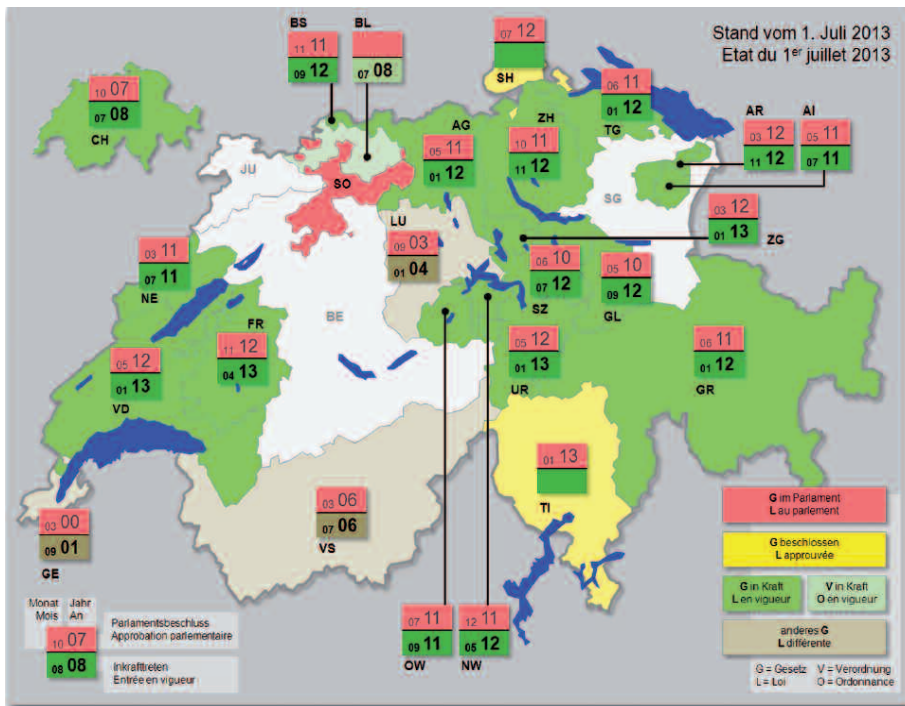 Stand vom 1. Juli 2013
Etat du 1er juillet 2013
BS
11 11
09 12
BL
07 08
07 12
SH
10 07
07 08
CH
JU
SO
AG
05 11
01 12
ZH
10 11
11 12
06 11
01 12
TG
AR
03 12
11 12
AI
05 11
07 11
SG
03 12
01 13
ZG
LU
09 03
01 04
03 11
07 11
NE
06 10
07 12
SZ
05 10
09 12
GL
BE
FR
11 12
04 13
05 12
01 13
VD
05 12
01 13
UR
06 11
01 12
GR
01 13
TI
03 06
07 06
VS
03 00
09 01
GE
07 11
09 11
OW
12 11
05 12
NW
Monat Jahr
Mois An
10 07
08 08
Parlamentsbeschluss
Approbation parlementaire
Inkrafttreten
Entrée en vigueur
G im Parlament
L au parlement
G beschlossen
L approuvée
G in Kraft
L en vigueur
V in Kraft
O en vigueur
anderes G
L différente
G = Gesetz V = Verordnung
L = Loi O = Ordonnance